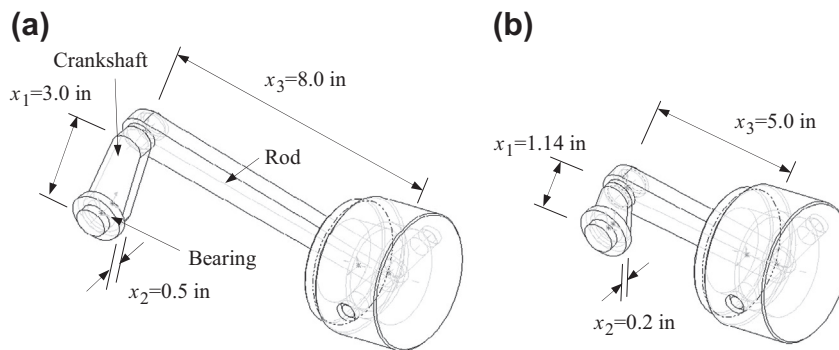 (a)
Crankshaft
x1=3.0 in
x3=8.0 in
Rod
Bearing
x2=0.5 in
(b)
x3=5.0 in
x1=1.14 in
x2=0.2 in